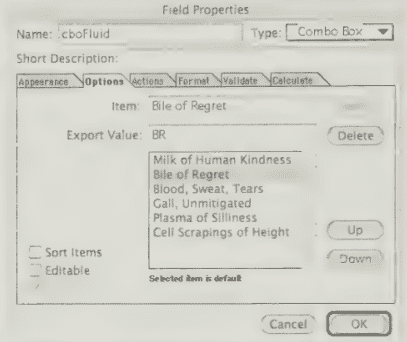 Field Properties
Name: cboFluid Type: Combo Box
Short Description:
Appearance Options Actions Format Validate Calculate
Item: Bile of Regret
Export Value: BR Delete
Milk of Human Kindness
Bile of Regret
Blood, Sweat, Tears
Gall, Unmitigated
Plasma of Silliness
Cell Scrapings of Height
Up
Sort Items
Down
Editable
Selected item is default
Cancel OK